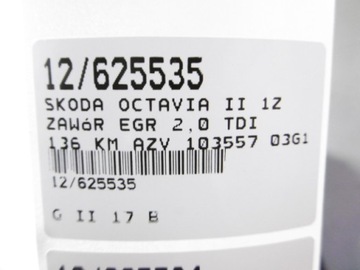 12/625535
SKODA OCTAVIA II 1Z
ZAWóR EGR 2,0 TDI
136 KM AZV 103557 03G1
12/625535
G II 17 B